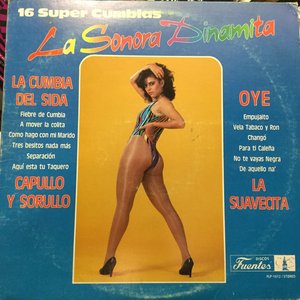 16 Super Cumbias
La Sonora Dinamita
LA CUMBIA
DEL SIDA
Fiebre de Cumbia
A mover la colita
Como hago con mi Marido
Tres besitos nada más
Separación
Aquí esta tu Taquero
CAPULLO
Y SORULLO
OYE
Empujaito
Vela Tabaco y Ron
Changó
Para ti Caleña
No te vayas Negra
De aquello na'
LA
SUAVECITA
DISCOS
Fuentes